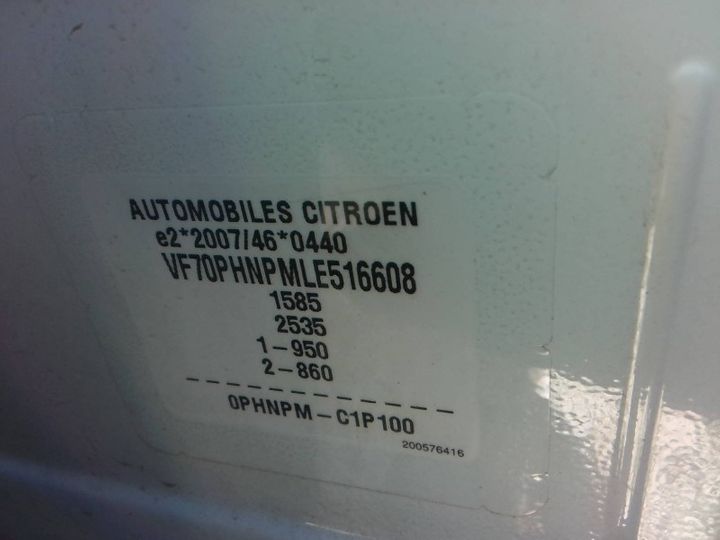 AUTOMOBILES CITROEN
e2*2007/46*0440
VF70PHNPMLE516608
1585
2535
1-950
2-860
0PHNPM-C1P100
200576416